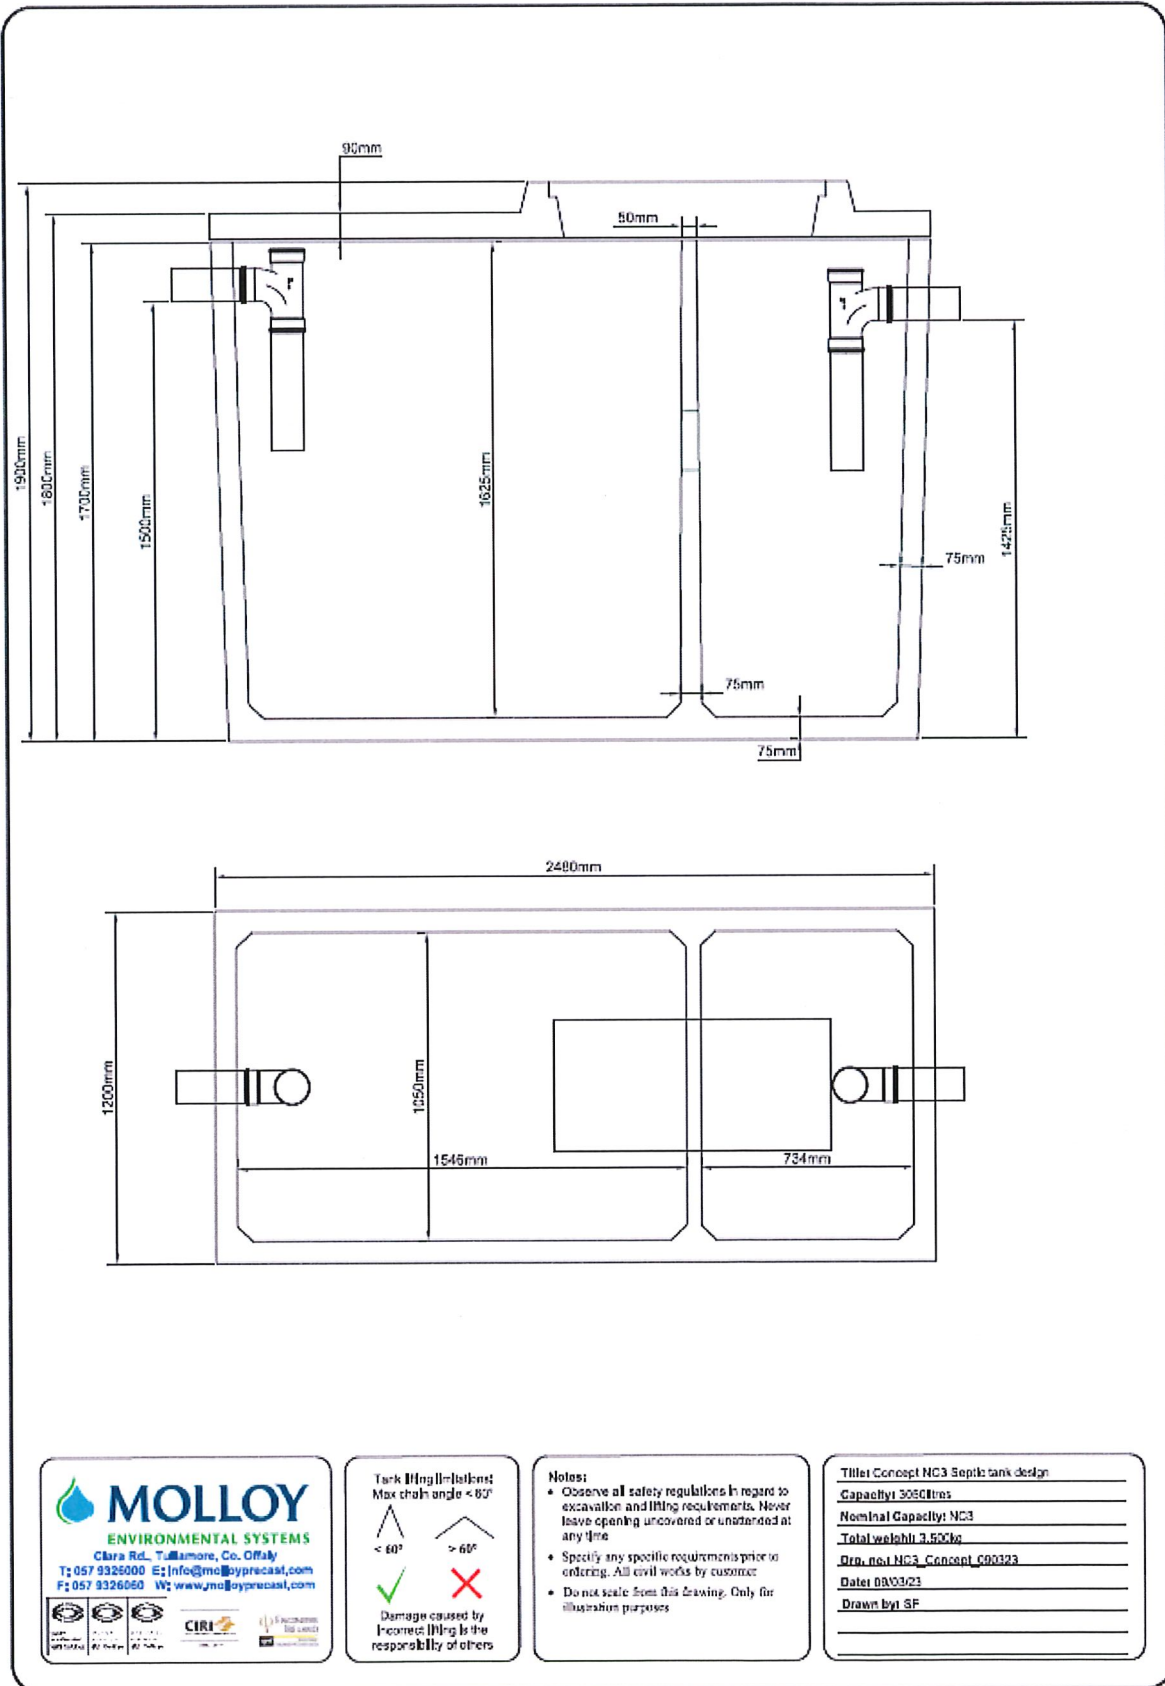 90mm
50mm
1900mm
1800mm
1700mm
1500mm
1625mm
1425mm
75mm
75mm
75mm
2480mm
1200mm
1050mm
1546mm
734mm
MOLLOY
ENVIRONMENTAL SYSTEMS
Clara Rd., Tullamore, Co. Offaly
T: 057 9326000 E: info@molloyprecast.com
F: 057 9326060 W: www.molloyprecast.com
CIRI
Tank lifting limitations:
Max chain angle < 60°
< 60° > 60°
Damage caused by
incorrect lifting is the
responsibility of others
Notes:
• Observe all safety regulations in regard to
excavation and lifting requirements. Never
leave opening uncovered or unattended at
any time
• Specify any specific requirements prior to
ordering. All civil works by customer
• Do not scale from this drawing. Only for
illustration purposes
Title: Concept NC3 Septic tank design
Capacity: 3050litres
Nominal Capacity: NC3
Total weight: 3,500kg
Drg. no.: NC3_Concept_090323
Date: 09/03/23
Drawn by: SF